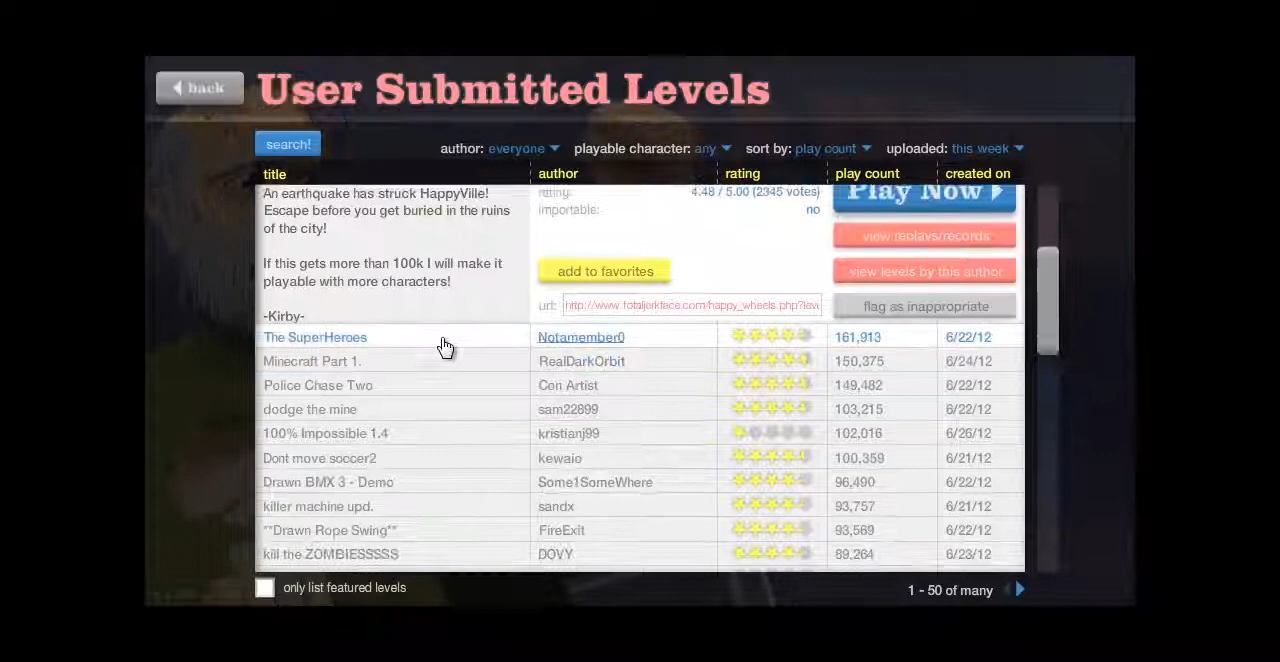 back
User Submitted Levels
search!
author: everyone playable character: any sort by: play count uploaded: this week
title author rating play count created on
An earthquake has struck HappyVille!
Escape before you get buried in the ruins
of the city!
If this gets more than 100k I will make it
playable with more characters!
-Kirby-
rating: 4.48 / 5.00 (2345 votes)
importable: no
add to favorites
url: http://www.totaljerkface.com/happy_wheels.php?leve
Play Now
view replays/records
view levels by this author
flag as inappropriate
The SuperHeroes Notamember0 161,913 6/22/12
Minecraft Part 1. RealDarkOrbit 150,375 6/24/12
Police Chase Two Con Artist 149,482 6/22/12
dodge the mine sam22899 103,215 6/22/12
100% Impossible 1.4 kristianj99 102,016 6/26/12
Dont move soccer2 kewaio 100,359 6/21/12
Drawn BMX 3 - Demo Some1SomeWhere 96,490 6/22/12
killer machine upd. sandx 93,757 6/21/12
**Drawn Rope Swing** FireExit 93,569 6/22/12
kill the ZOMBIESSSSS DOVY 89,264 6/23/12
only list featured levels
1 - 50 of many